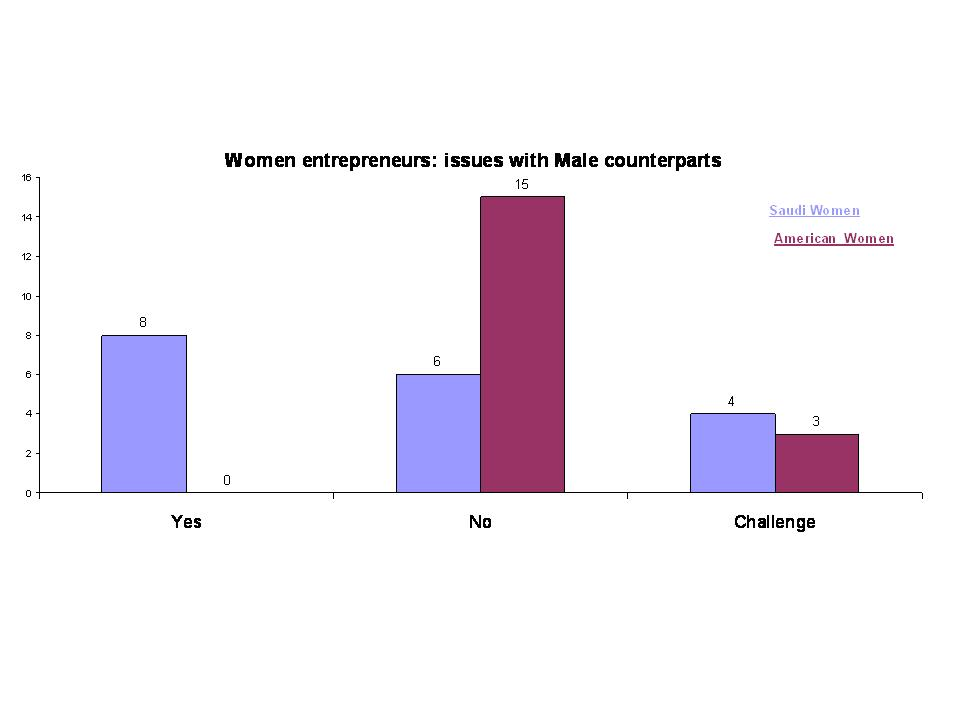 Women entrepreneurs: issues with Male counterparts
16
14
12
10
8
6
4
2
0
8
0
6
15
4
3
Saudi Women
American Women
Yes
No
Challenge